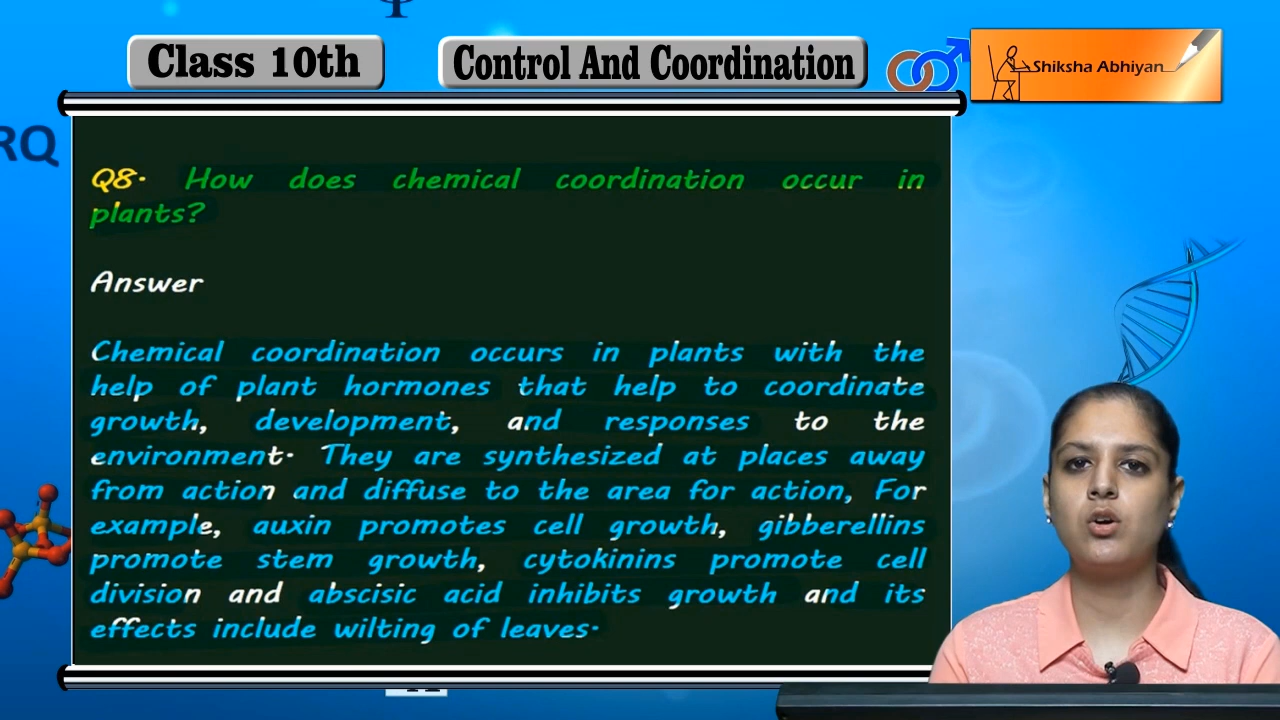 Class 10th
Control And Coordination
Shiksha Abhiyan
RQ
Q8. How does chemical coordination occur in
plants?
Answer
Chemical coordination occurs in plants with the
help of plant hormones that help to coordinate
growth, development, and responses to the
environment. They are synthesized at places away
from action and diffuse to the area for action, For
example, auxin promotes cell growth, gibberellins
promote stem growth, cytokinins promote cell
division and abscisic acid inhibits growth and its
effects include wilting of leaves.